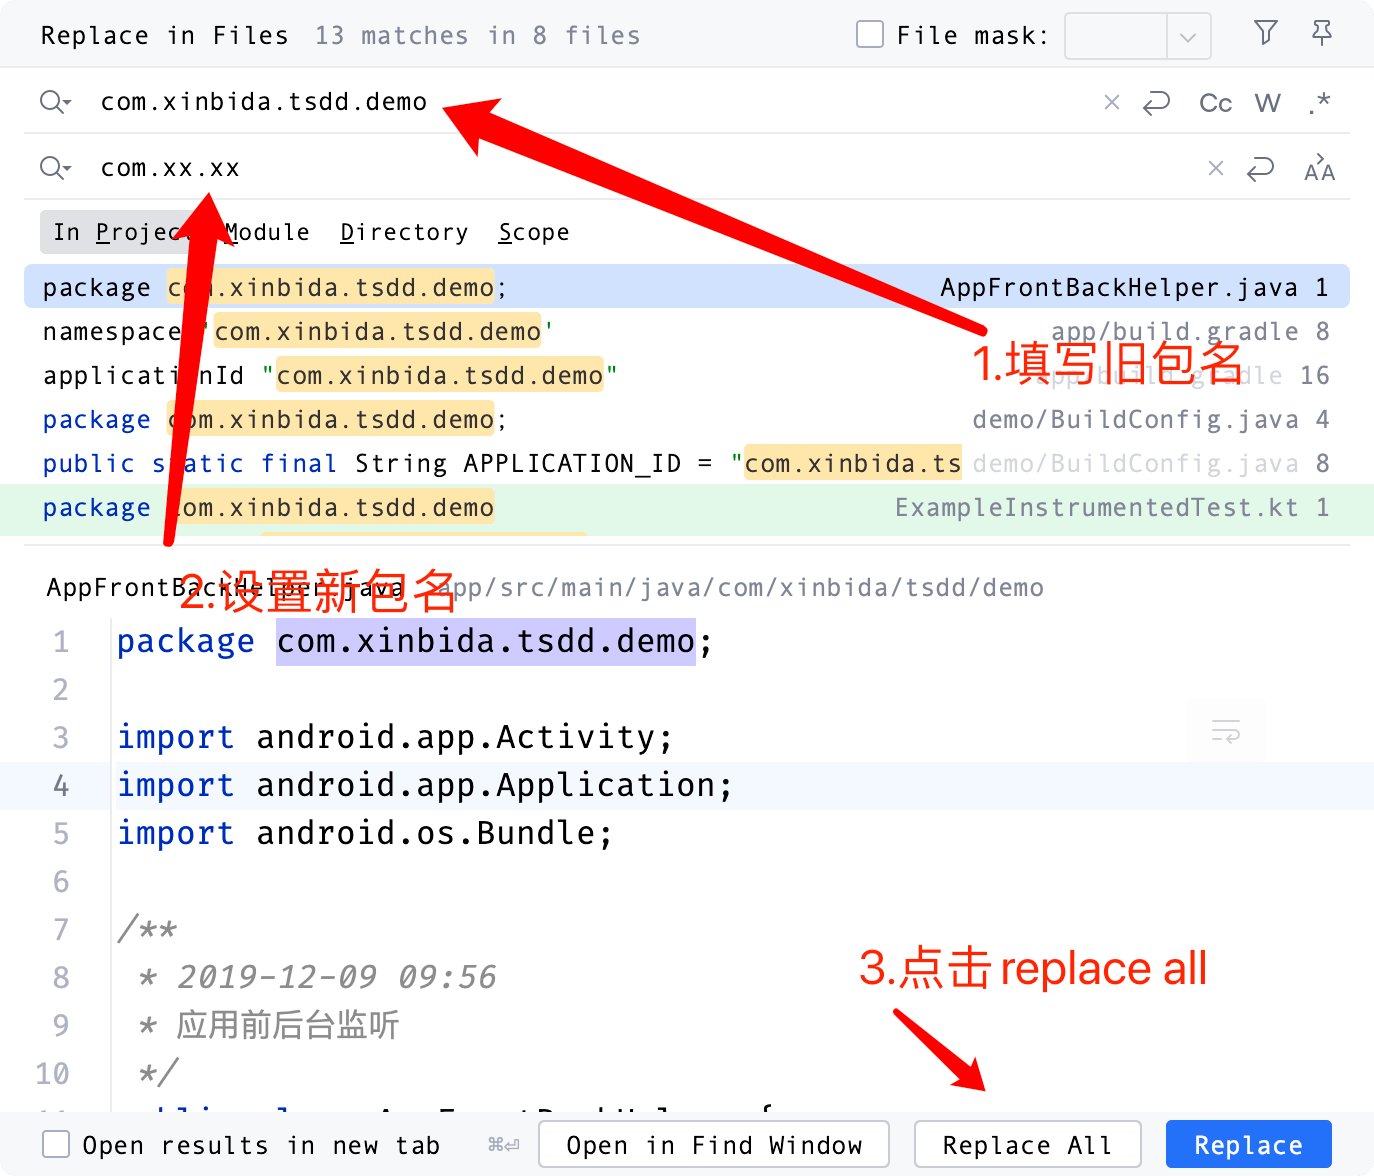 Replace in Files 13 matches in 8 files File mask:
com.xinbida.tsdd.demo Cc W .*
com.xx.xx
In Project Module Directory Scope
package com.xinbida.tsdd.demo; AppFrontBackHelper.java 1
namespace 'com.xinbida.tsdd.demo' app/build.gradle 8
1.填写旧包名
applicationId "com.xinbida.tsdd.demo" app/build.gradle 16
package com.xinbida.tsdd.demo; demo/BuildConfig.java 4
public static final String APPLICATION_ID = "com.xinbida.ts demo/BuildConfig.java 8
package com.xinbida.tsdd.demo ExampleInstrumentedTest.kt 1
AppFrontBackHelper.java app/src/main/java/com/xinbida/tsdd/demo
2.设置新包名
1 package com.xinbida.tsdd.demo;
2
3 import android.app.Activity;
4 import android.app.Application;
5 import android.os.Bundle;
6
7 /**
8 * 2019-12-09 09:56
9 * 应用前后台监听
10 */
3.点击replace all
Open results in new tab ⌘⏎ Open in Find Window Replace All Replace